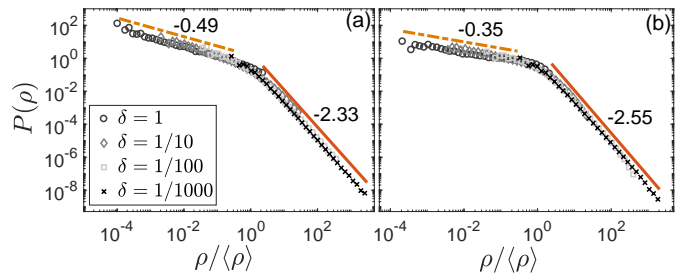 (a)
-0.49
-2.33
P(ρ)
10^2
10^0
10^-2
10^-4
10^-6
10^-8
δ = 1
δ = 1/10
δ = 1/100
δ = 1/1000
10^-4 10^-2 10^0 10^2
ρ/⟨ρ⟩
(b)
-0.35
-2.55
10^-4 10^-2 10^0 10^2
ρ/⟨ρ⟩